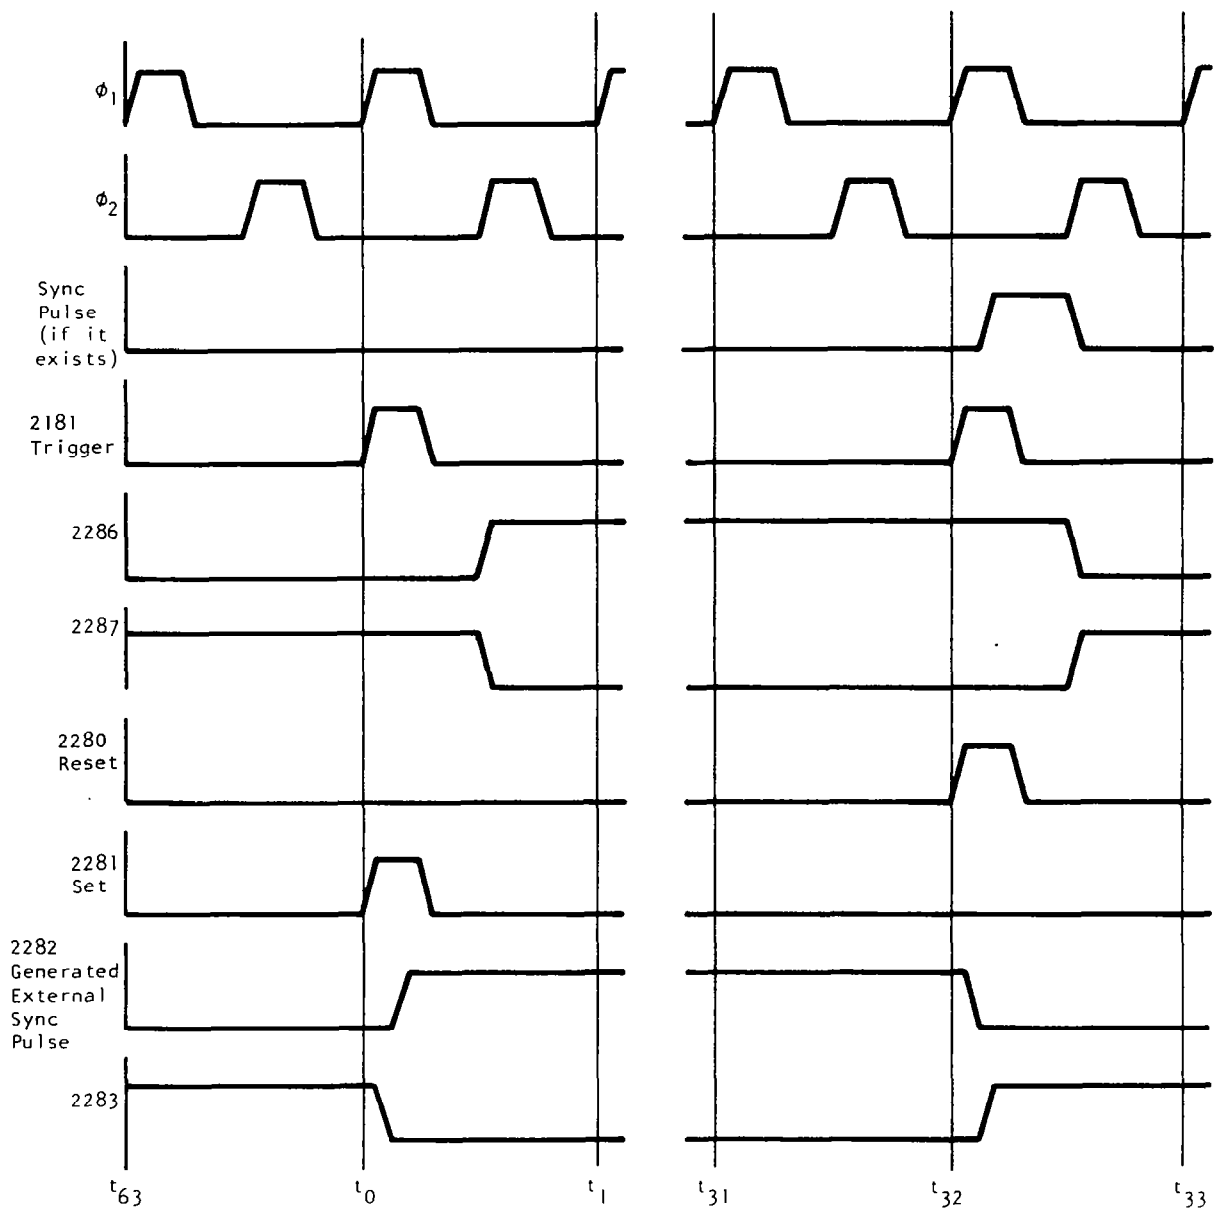 ϕ1
ϕ2
Sync
Pulse
(if it
exists)
2181
Trigger
2286
2287
2280
Reset
2281
Set
2282
Generated
External
Sync
Pulse
2283
t63 t0 t1 t31 t32 t33